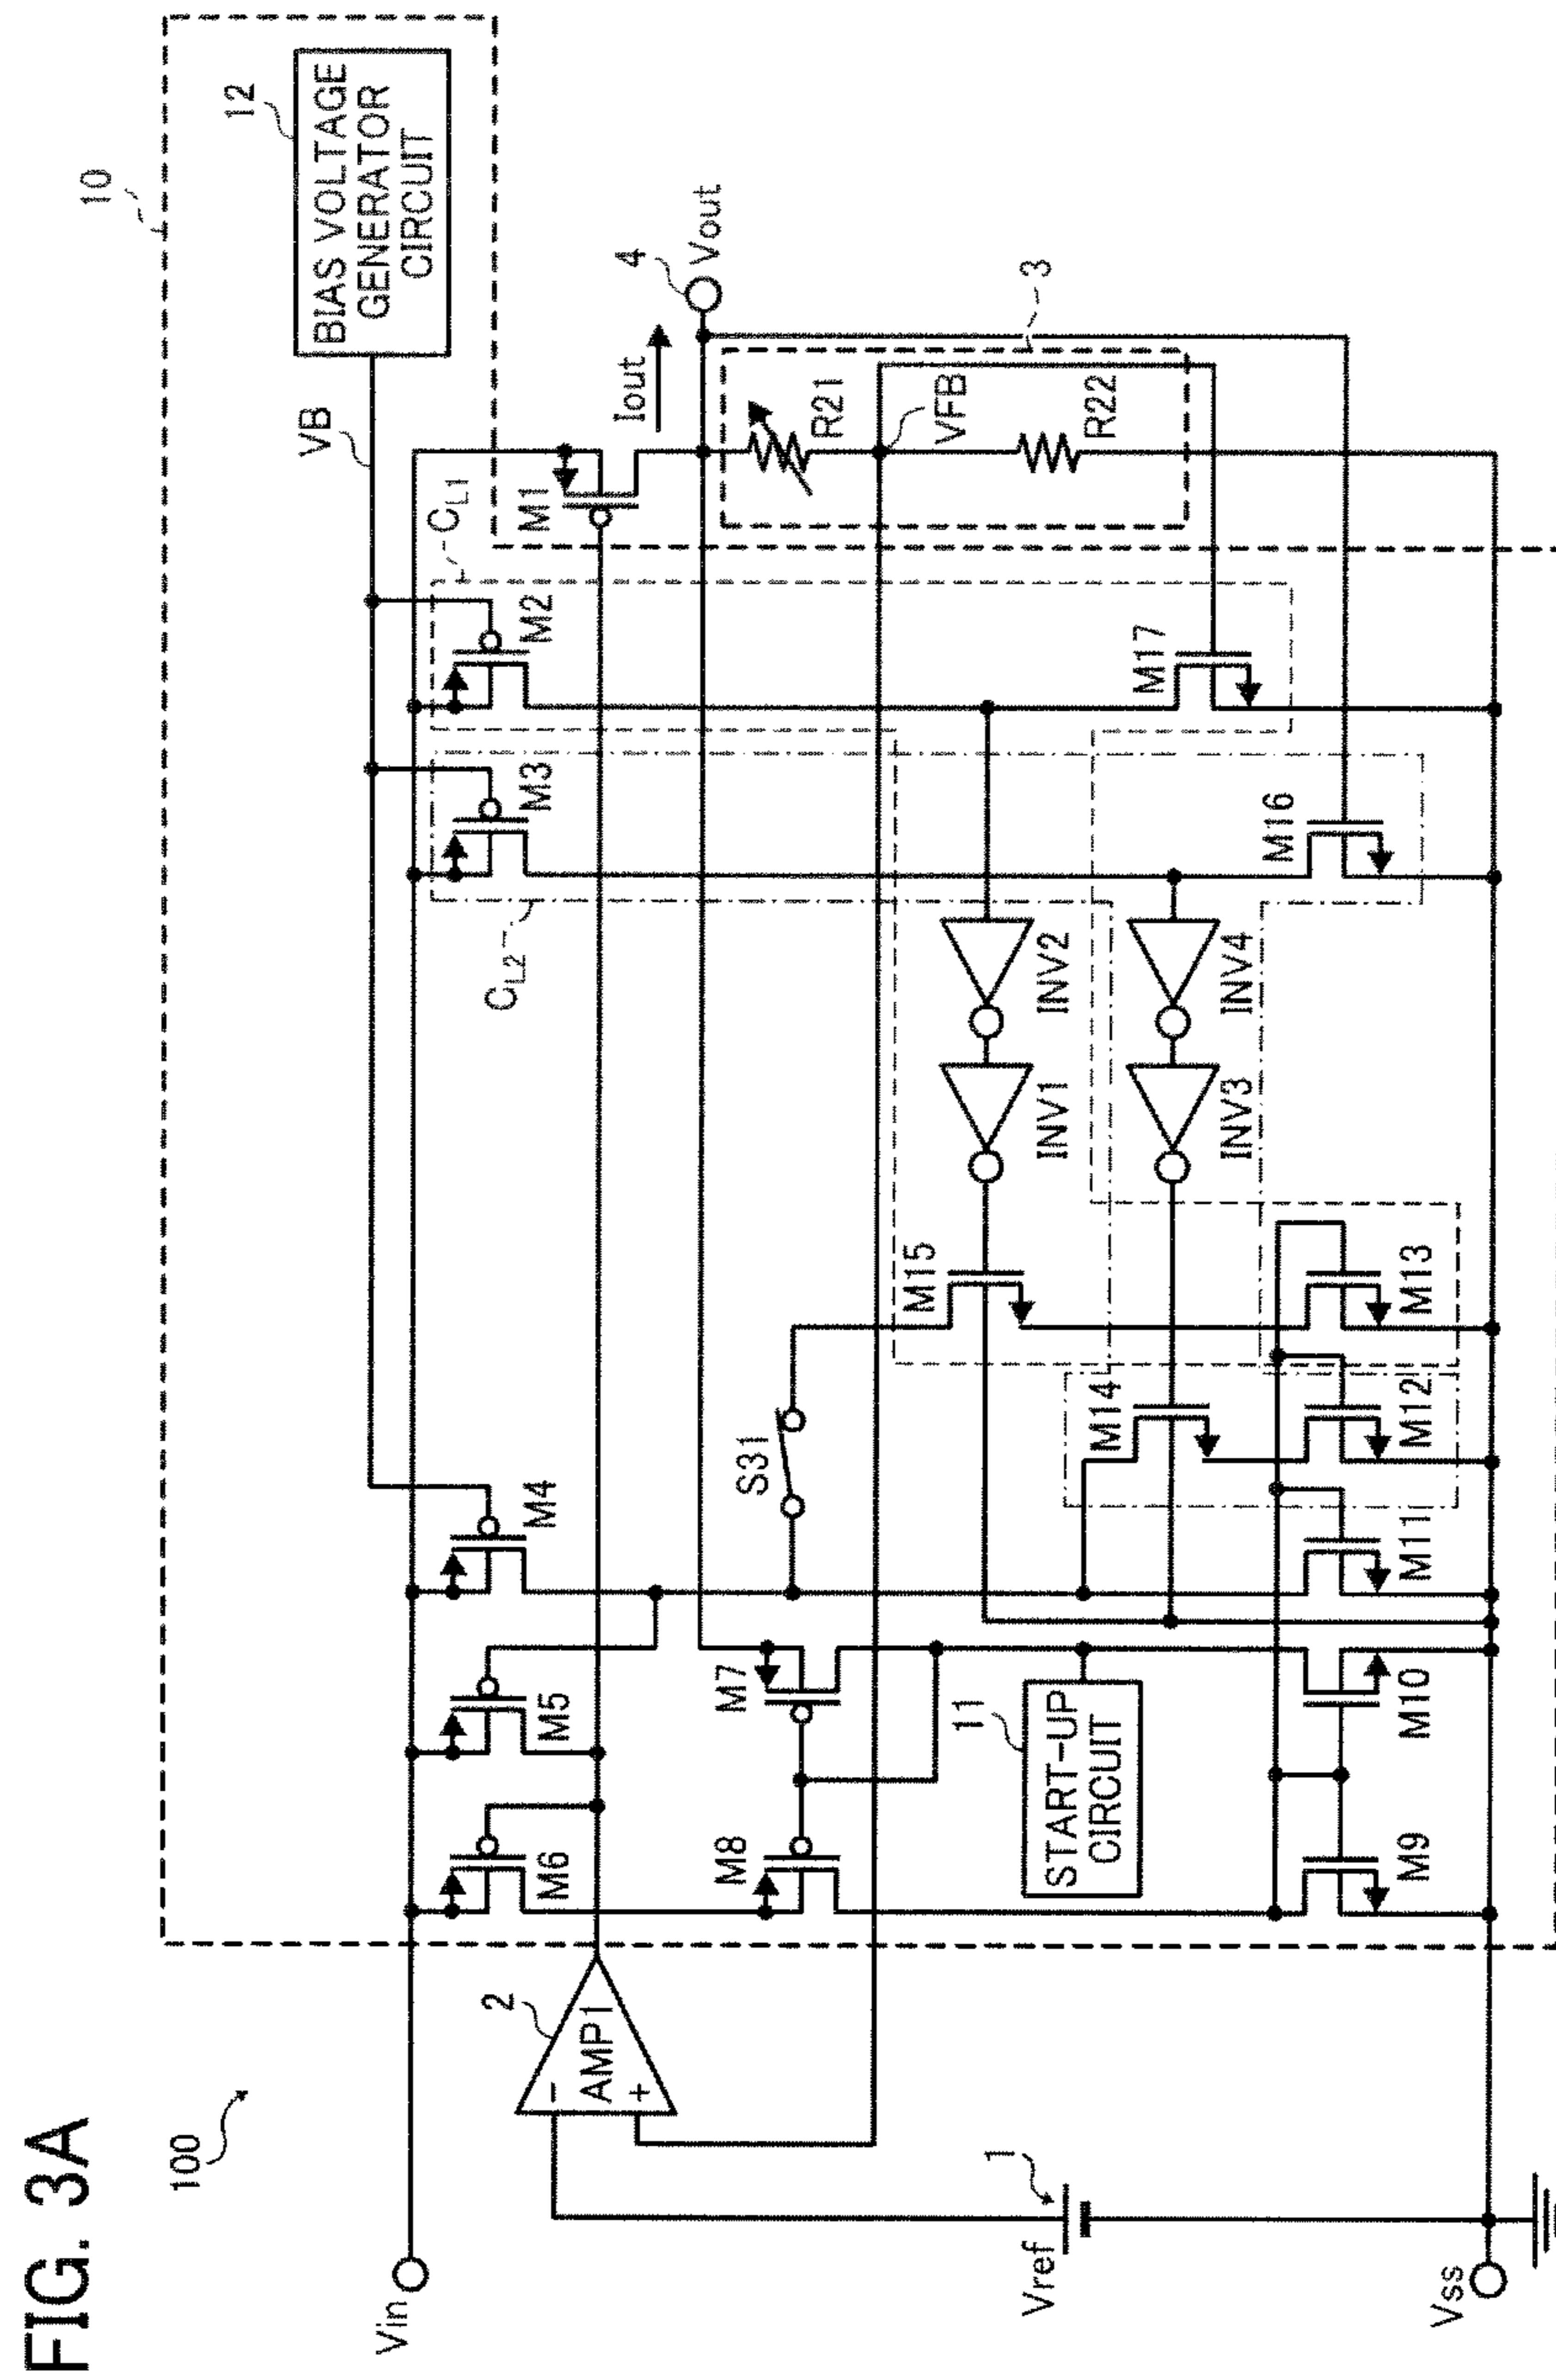 FIG. 3A
100
10
12
BIAS VOLTAGE
GENERATOR
CIRCUIT
VB
Vin
M6
M5
M4
M3
M2
CL1
CL2
M1
Iout
4
Vout
2
AMP1
-
+
M8
M7
S31
R21
3
VFB
R22
M15
INV1
INV2
M17
1
Vref
11
START-UP
CIRCUIT
M14
INV3
INV4
M16
M9
M10
M11
M12
M13
Vss